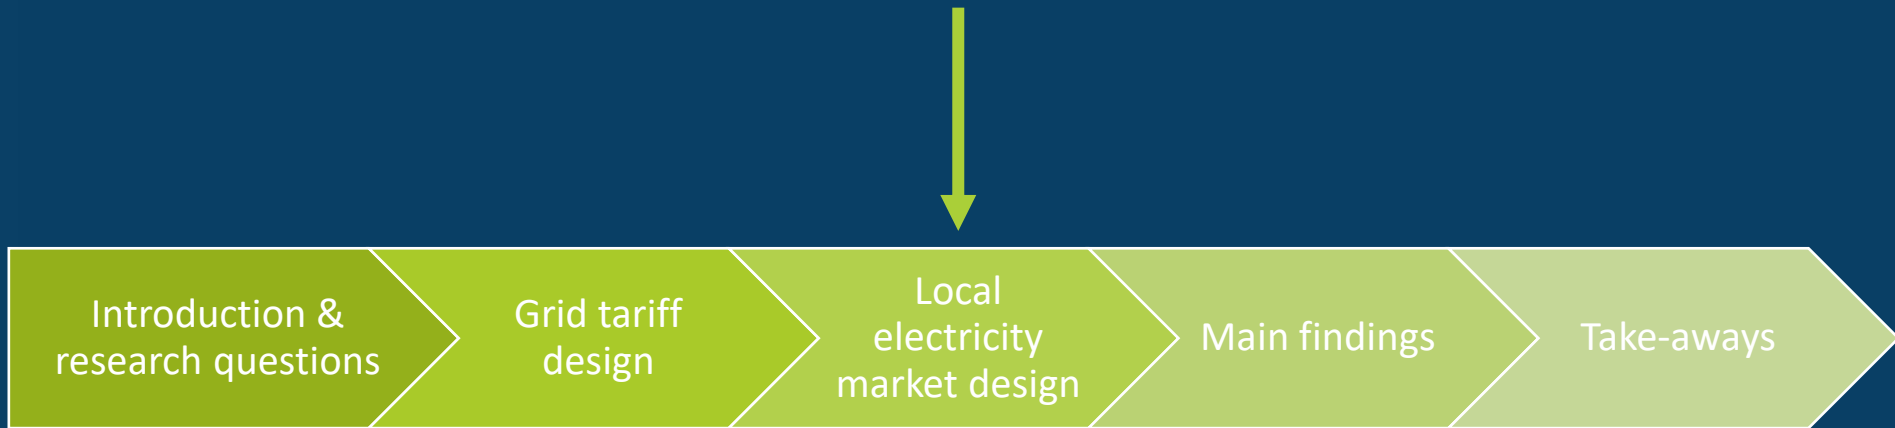 Introduction &
research questions
Grid tariff
design
Local
electricity
market design
Main findings
Take-aways